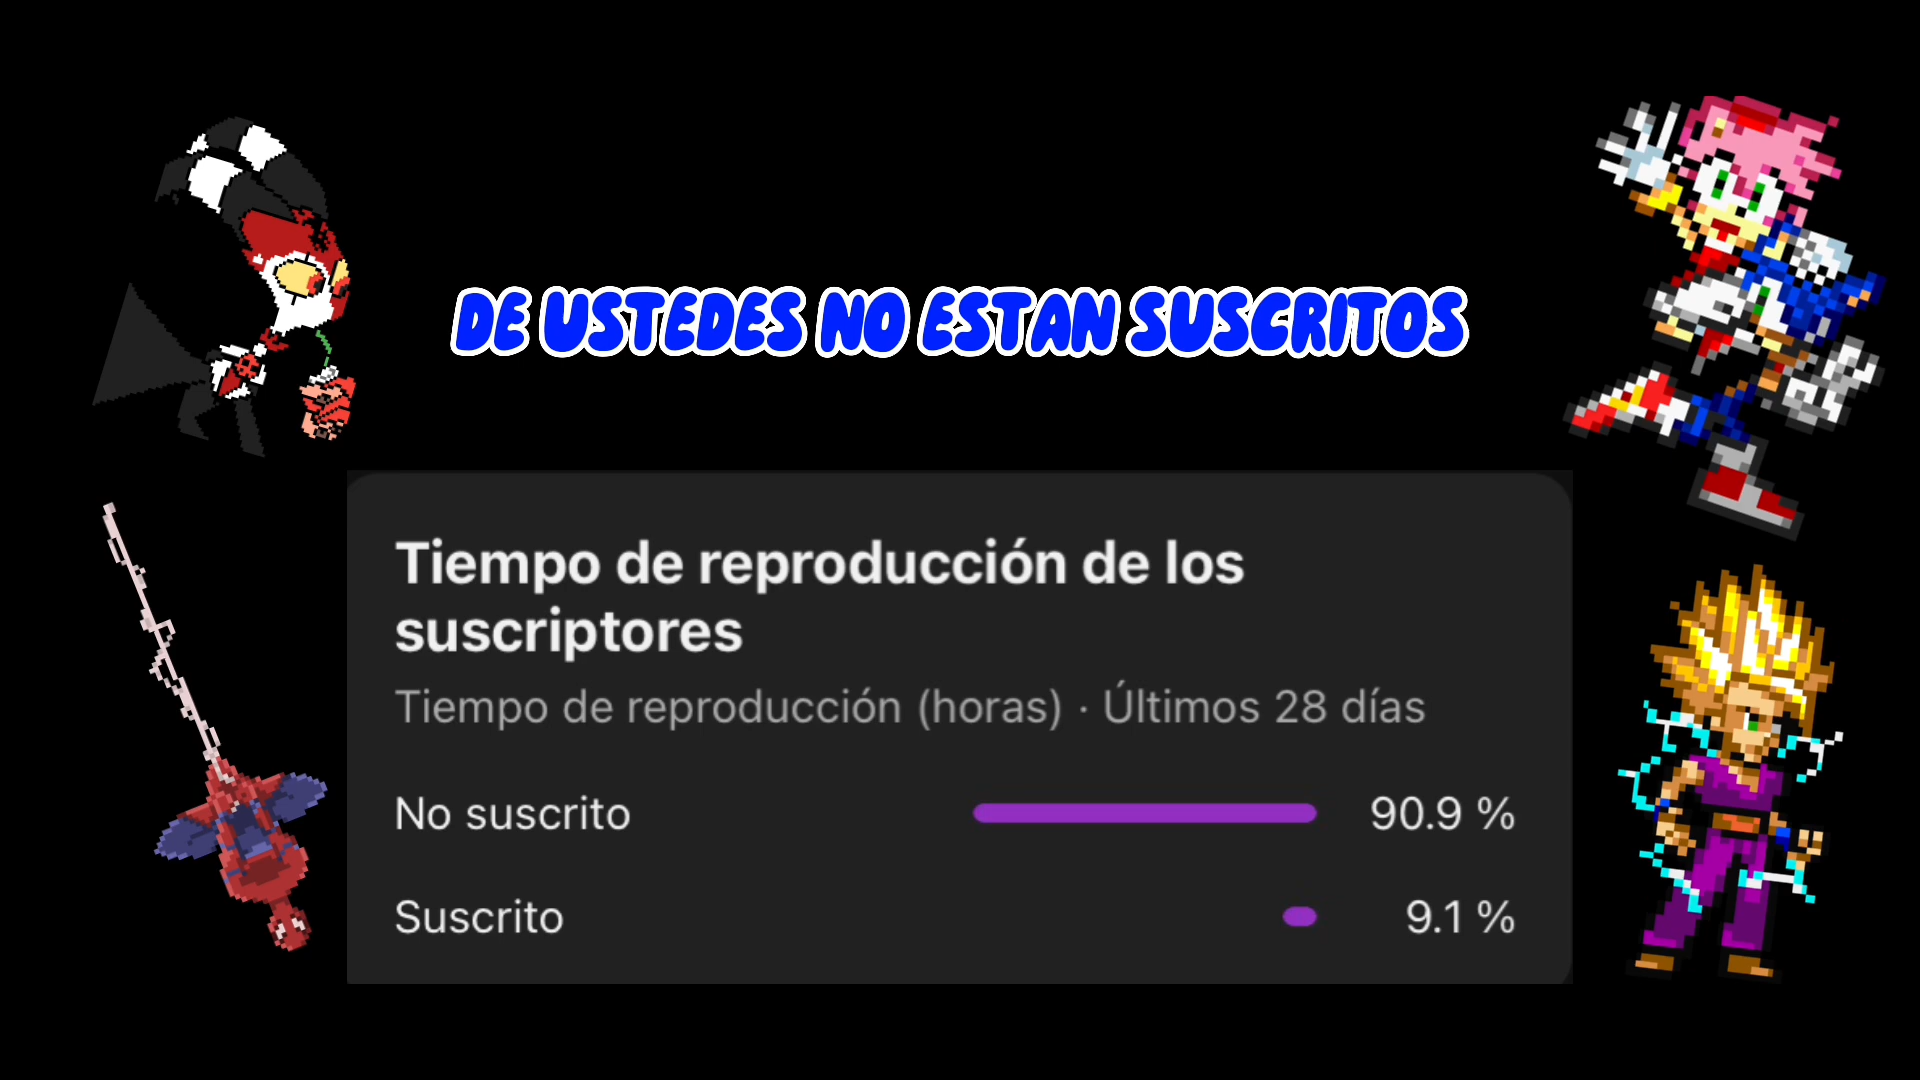 DE USTEDES NO ESTAN SUSCRITOS
Tiempo de reproducción de los
suscriptores
Tiempo de reproducción (horas) · Últimos 28 días
No suscrito 90.9 %
Suscrito 9.1 %